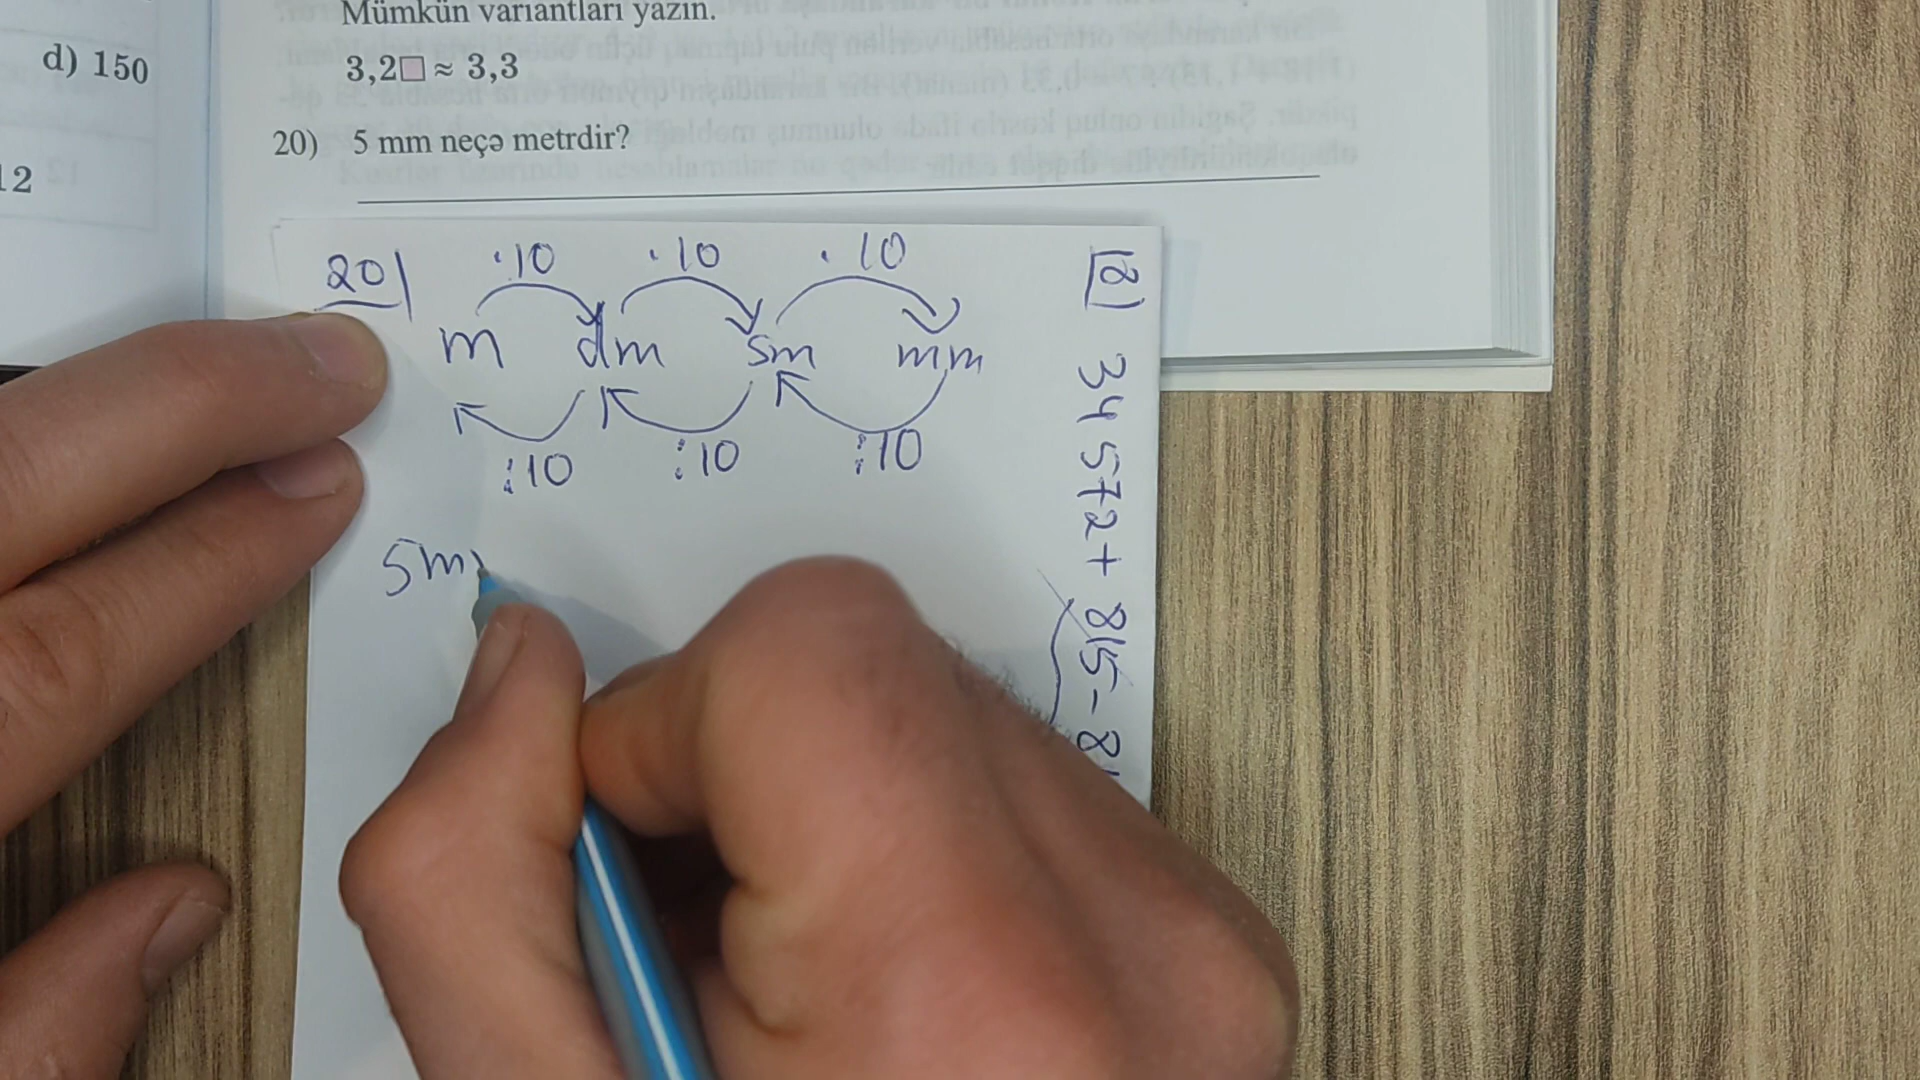 d) 150
12
Mümkün variantları yazın.
3,2□ ≈ 3,3
20) 5 mm neçə metrdir?
20)
·10 ·10 ·10
m dm sm mm
:10 :10 :10
5m
34572+815-8